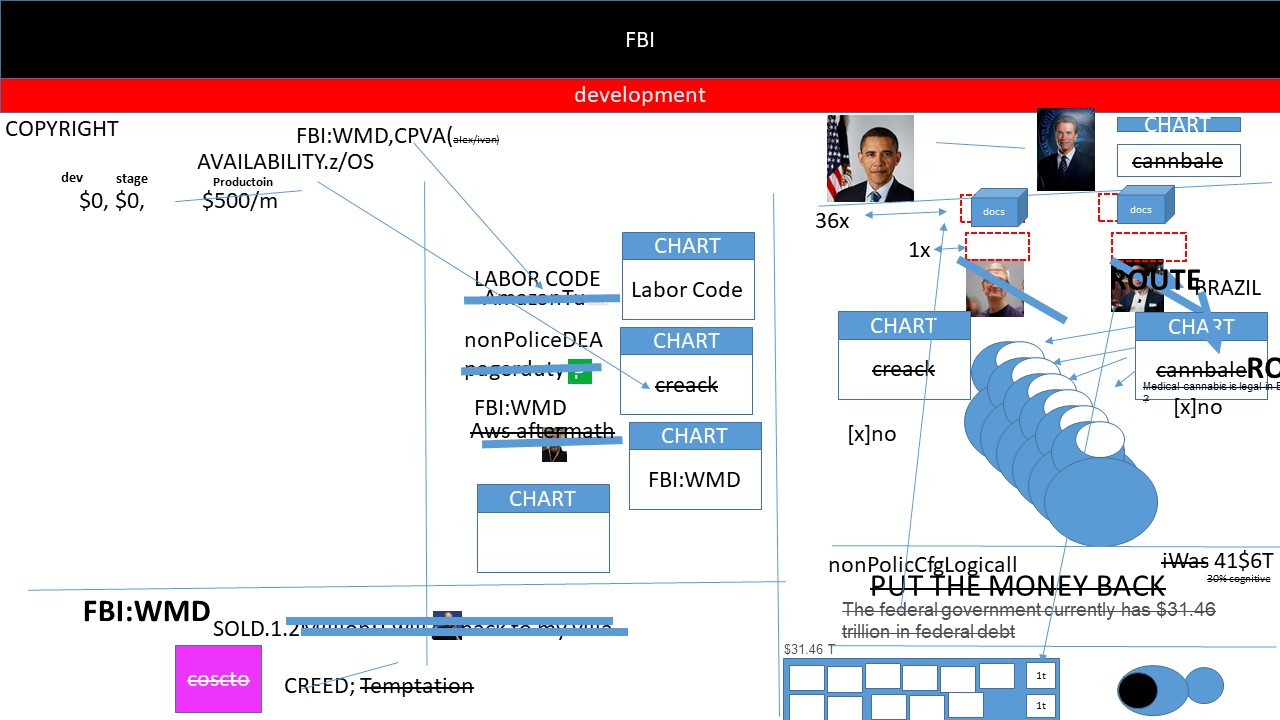 FBI
development
COPYRIGHT
FBI:WMD,CPVA(alex/ivan)
AVAILABILITY.z/OS
dev
stage
Productoin
$0, $0,
$500/m
CHART
Labor Code
LABOR CODE
nonPoliceDEA
pagerduty
CHART
creack
FBI:WMD
Aws aftermath
CHART
FBI:WMD
CHART
FBI:WMD
SOLD.1.2
back to my
coscto
CREED; Temptation
CHART
cannbale
docs
docs
36x
1x
ROUTE
BRAZIL
CHART
creack
CHART
cannbale
RO
Medical cannabis is legal in
2
[x]no
[x]no
nonPolicCfgLogicall
iWas 41$6T
30% cognitive
PUT THE MONEY BACK
The federal government currently has $31.46
trillion in federal debt
$31.46 T
1t
1t